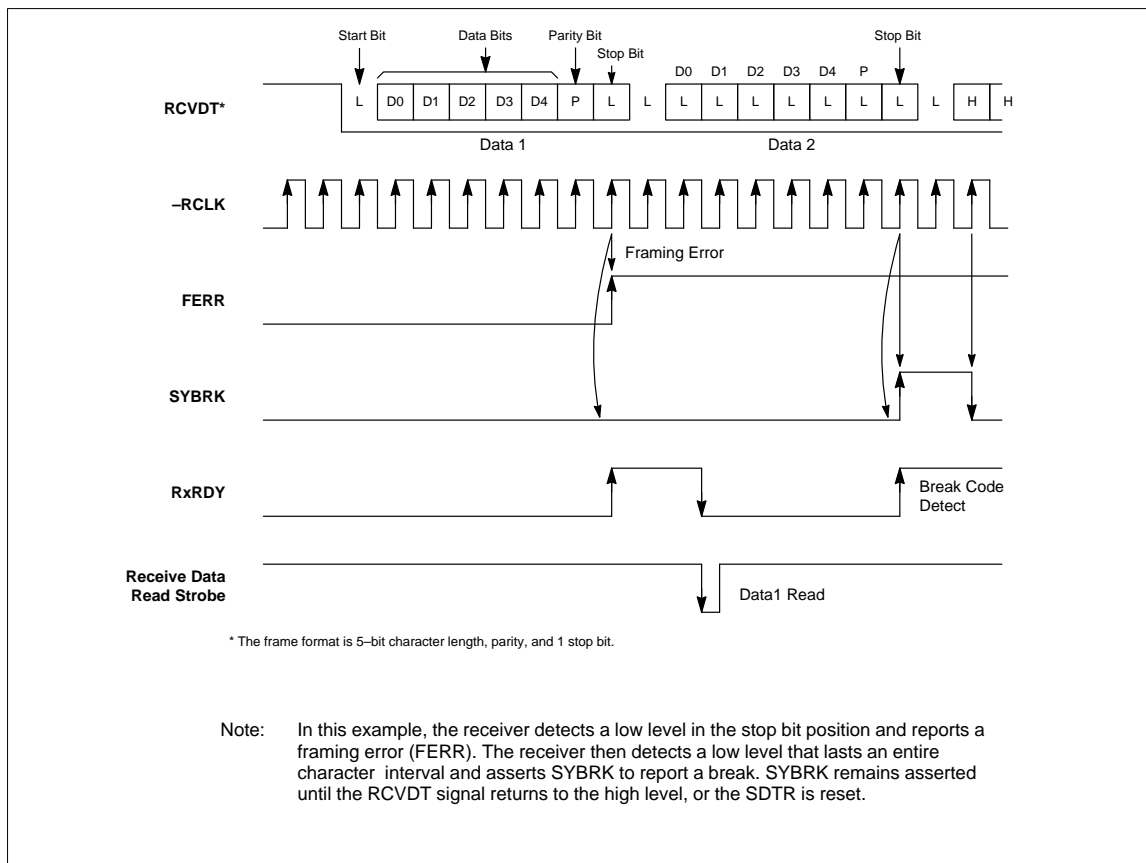 Start Bit Data Bits Parity Bit Stop Bit
Stop Bit
D0 D1 D2 D3 D4 P
RCVDT* L D0 D1 D2 D3 D4 P L L L L L L L L L L H H
Data 1 Data 2
–RCLK
Framing Error
FERR
SYBRK
RxRDY
Break Code
Detect
Receive Data
Read Strobe
Data1 Read
* The frame format is 5–bit character length, parity, and 1 stop bit.
Note: In this example, the receiver detects a low level in the stop bit position and reports a
framing error (FERR). The receiver then detects a low level that lasts an entire
character interval and asserts SYBRK to report a break. SYBRK remains asserted
until the RCVDT signal returns to the high level, or the SDTR is reset.